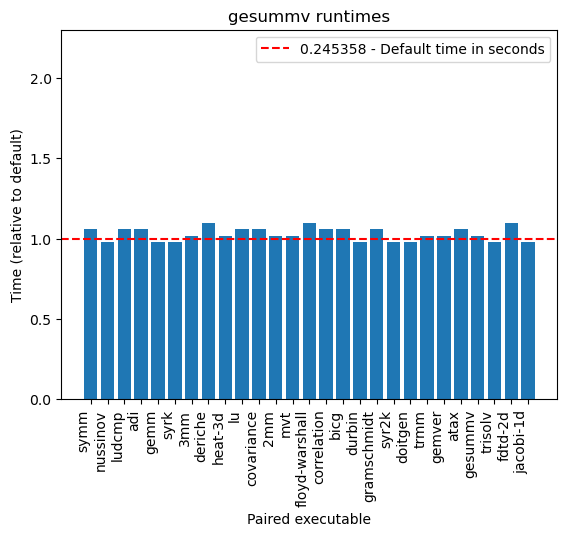 gesummv runtimes
0.245358 - Default time in seconds
Time (relative to default)
2.0
1.5
1.0
0.5
0.0
symm
nussinov
ludcmp
adi
gemm
syrk
3mm
deriche
heat-3d
lu
covariance
2mm
mvt
floyd-warshall
correlation
bicg
durbin
gramschmidt
syr2k
doitgen
trmm
gemver
atax
gesummv
trisolv
fdtd-2d
jacobi-1d
Paired executable